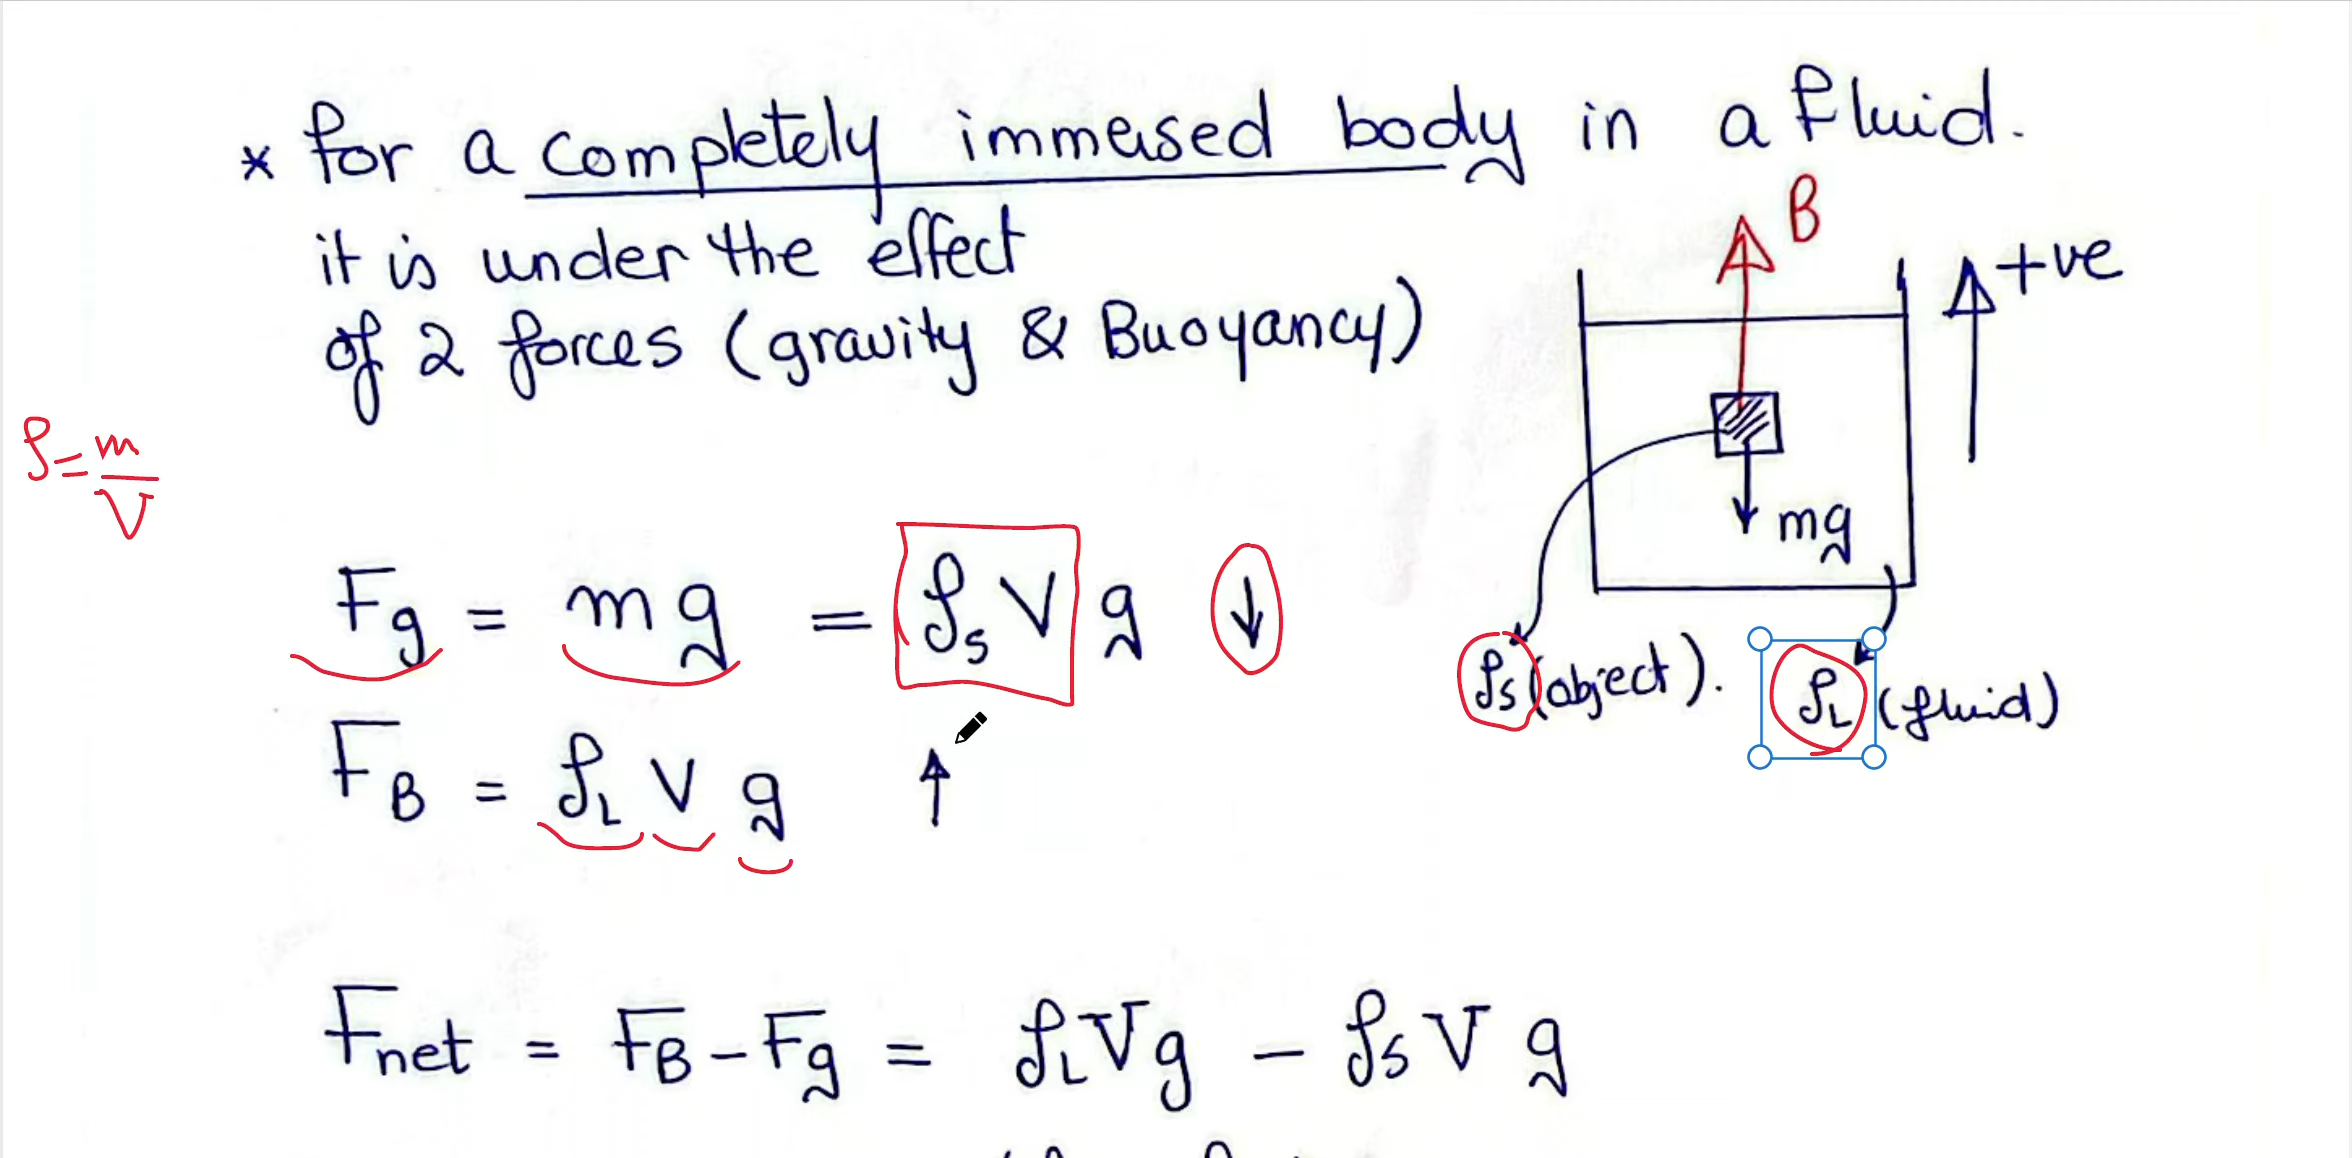 * for a completely immersed body in a fluid.
it is under the effect
of 2 forces (gravity & Buoyancy)
B
+ve
mg
ρs (object).
ρL (fluid)
ρ = m/V
Fg = mg = ρs V g ↓
FB = ρL V g ↑
Fnet = FB - Fg = ρL V g - ρs V g